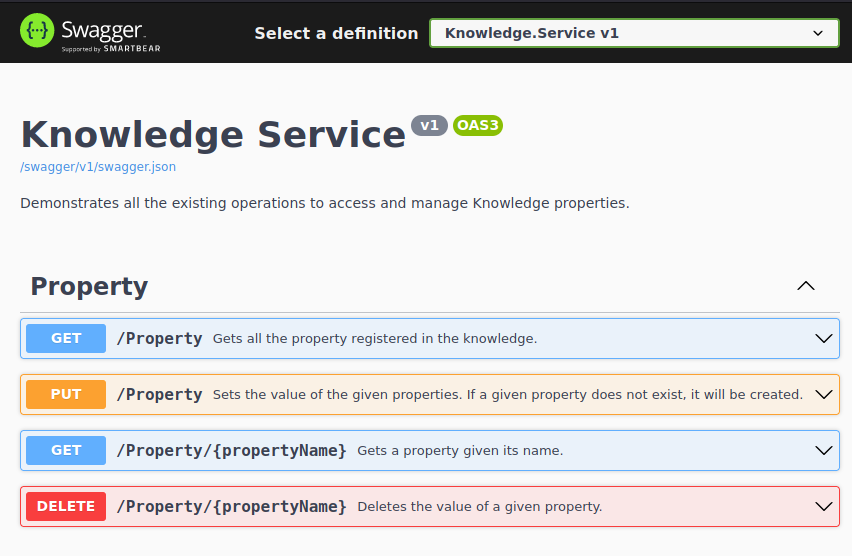 {···} Swagger.
Supported by SMARTBEAR
Select a definition
Knowledge.Service v1
Knowledge Service v1 OAS3
/swagger/v1/swagger.json
Demonstrates all the existing operations to access and manage Knowledge properties.
Property
GET /Property Gets all the property registered in the knowledge.
PUT /Property Sets the value of the given properties. If a given property does not exist, it will be created.
GET /Property/{propertyName} Gets a property given its name.
DELETE /Property/{propertyName} Deletes the value of a given property.